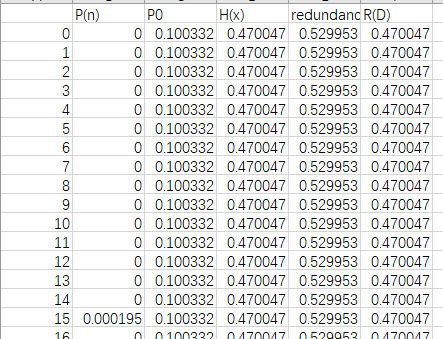 P(n) P0 H(x) redundanc R(D)
0 0 0.100332 0.470047 0.529953 0.470047
1 0 0.100332 0.470047 0.529953 0.470047
2 0 0.100332 0.470047 0.529953 0.470047
3 0 0.100332 0.470047 0.529953 0.470047
4 0 0.100332 0.470047 0.529953 0.470047
5 0 0.100332 0.470047 0.529953 0.470047
6 0 0.100332 0.470047 0.529953 0.470047
7 0 0.100332 0.470047 0.529953 0.470047
8 0 0.100332 0.470047 0.529953 0.470047
9 0 0.100332 0.470047 0.529953 0.470047
10 0 0.100332 0.470047 0.529953 0.470047
11 0 0.100332 0.470047 0.529953 0.470047
12 0 0.100332 0.470047 0.529953 0.470047
13 0 0.100332 0.470047 0.529953 0.470047
14 0 0.100332 0.470047 0.529953 0.470047
15 0.000195 0.100332 0.470047 0.529953 0.470047
16 0 0.100332 0.470047 0.529953 0.470047